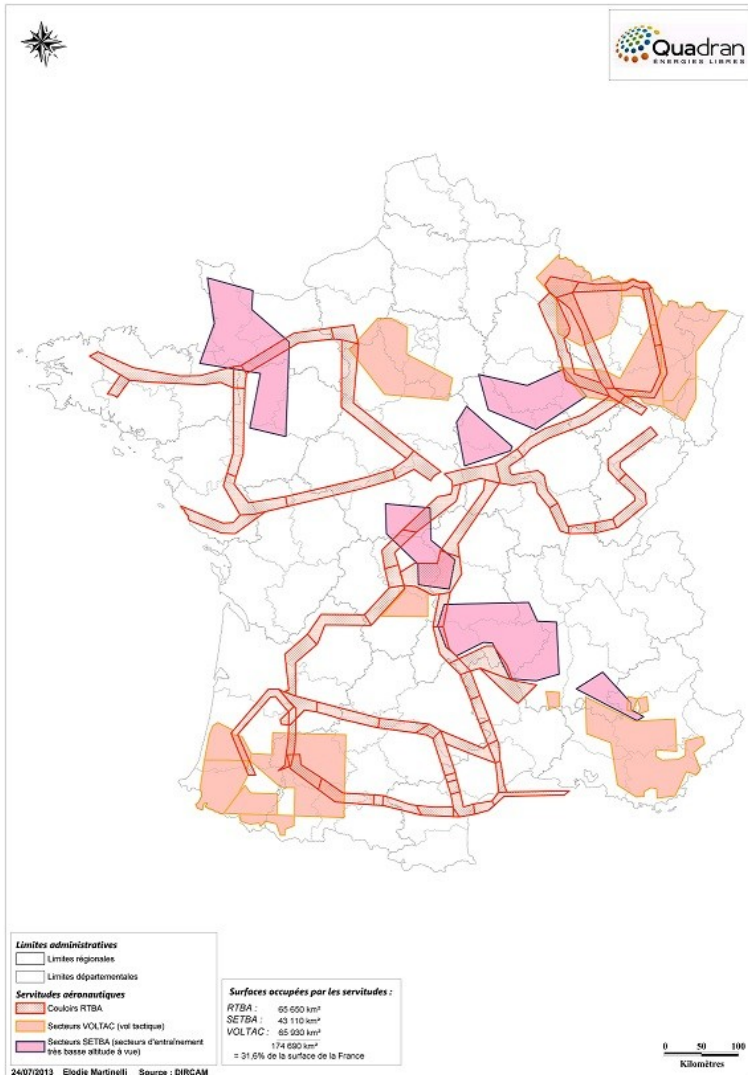 Quadran
ENERGIES LIBRES
Limites administratives
Limites régionales
Limites départementales
Servitudes aéronautiques
Couloirs RTBA
Secteurs VOLTAC (vol tactique)
Secteurs SETBA (secteurs d'entraînement
très basse altitude à vue)
Surfaces occupées par les servitudes :
RTBA : 65 650 km²
SETBA : 43 110 km²
VOLTAC : 65 930 km²
174 690 km²
= 31,6% de la surface de la France
0 50 100
Kilomètres
24/07/2013 Elodie Martinelli Source : DIRCAM